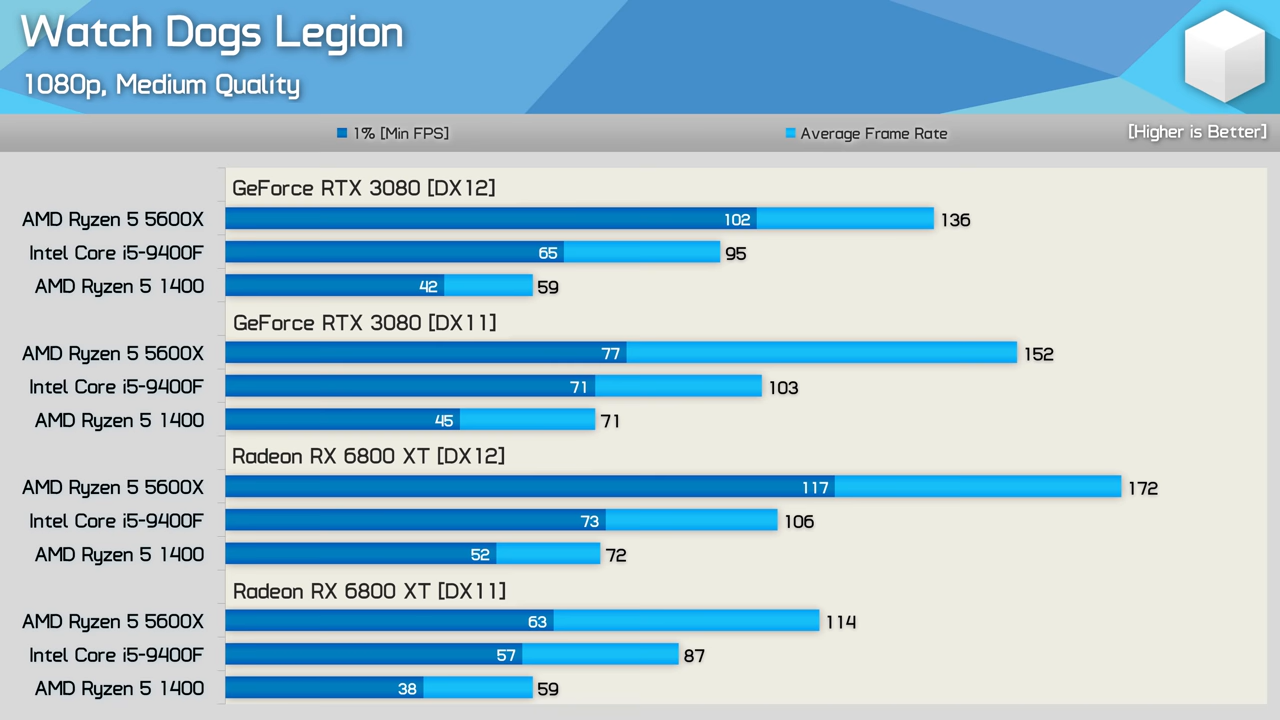 Watch Dogs Legion
1080p, Medium Quality
1% [Min FPS] Average Frame Rate [Higher is Better]
GeForce RTX 3080 [DX12]
AMD Ryzen 5 5600X 102 136
Intel Core i5-9400F 65 95
AMD Ryzen 5 1400 42 59
GeForce RTX 3080 [DX11]
AMD Ryzen 5 5600X 77 152
Intel Core i5-9400F 71 103
AMD Ryzen 5 1400 45 71
Radeon RX 6800 XT [DX12]
AMD Ryzen 5 5600X 117 172
Intel Core i5-9400F 73 106
AMD Ryzen 5 1400 52 72
Radeon RX 6800 XT [DX11]
AMD Ryzen 5 5600X 63 114
Intel Core i5-9400F 57 87
AMD Ryzen 5 1400 38 59